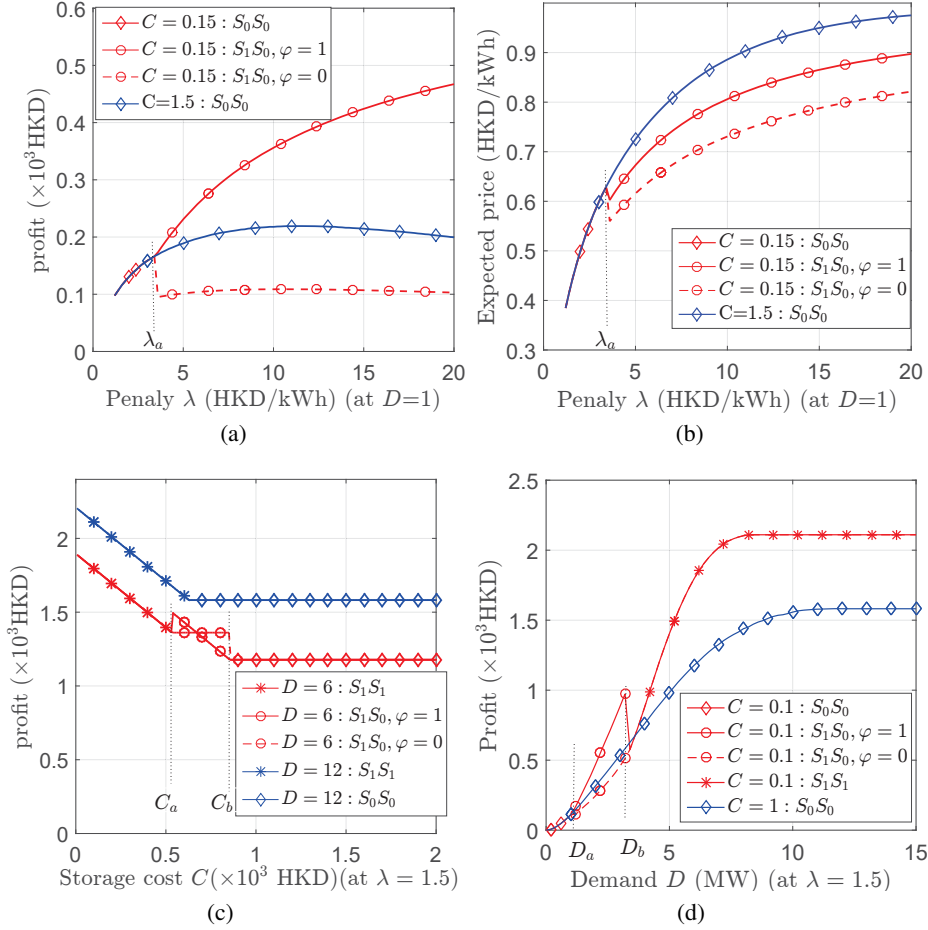 0.6
0.5
0.4
0.3
0.2
0.1
0
profit (×10³HKD)
C = 0.15 : S₀S₀
C = 0.15 : S₁S₀, φ = 1
C = 0.15 : S₁S₀, φ = 0
C=1.5 : S₀S₀
λₐ
0 5 10 15 20
Penaly λ (HKD/kWh) (at D=1)
(a)
0.9
0.8
0.7
0.6
0.5
0.4
0.3
Expected price (HKD/kWh)
C = 0.15 : S₀S₀
C = 0.15 : S₁S₀, φ = 1
C = 0.15 : S₁S₀, φ = 0
C=1.5 : S₀S₀
λₐ
0 5 10 15 20
Penaly λ (HKD/kWh) (at D=1)
(b)
2
1.5
1
0.5
0
profit (×10³HKD)
D = 6 : S₁S₁
D = 6 : S₁S₀, φ = 1
D = 6 : S₁S₀, φ = 0
D = 12 : S₁S₁
D = 12 : S₀S₀
Cₐ
C_b
0 0.5 1 1.5 2
Storage cost C(×10³ HKD)(at λ = 1.5)
(c)
2.5
2
1.5
1
0.5
0
Profit (×10³HKD)
C = 0.1 : S₀S₀
C = 0.1 : S₁S₀, φ = 1
C = 0.1 : S₁S₀, φ = 0
C = 0.1 : S₁S₁
C = 1 : S₀S₀
Dₐ
D_b
0 5 10 15
Demand D (MW) (at λ = 1.5)
(d)